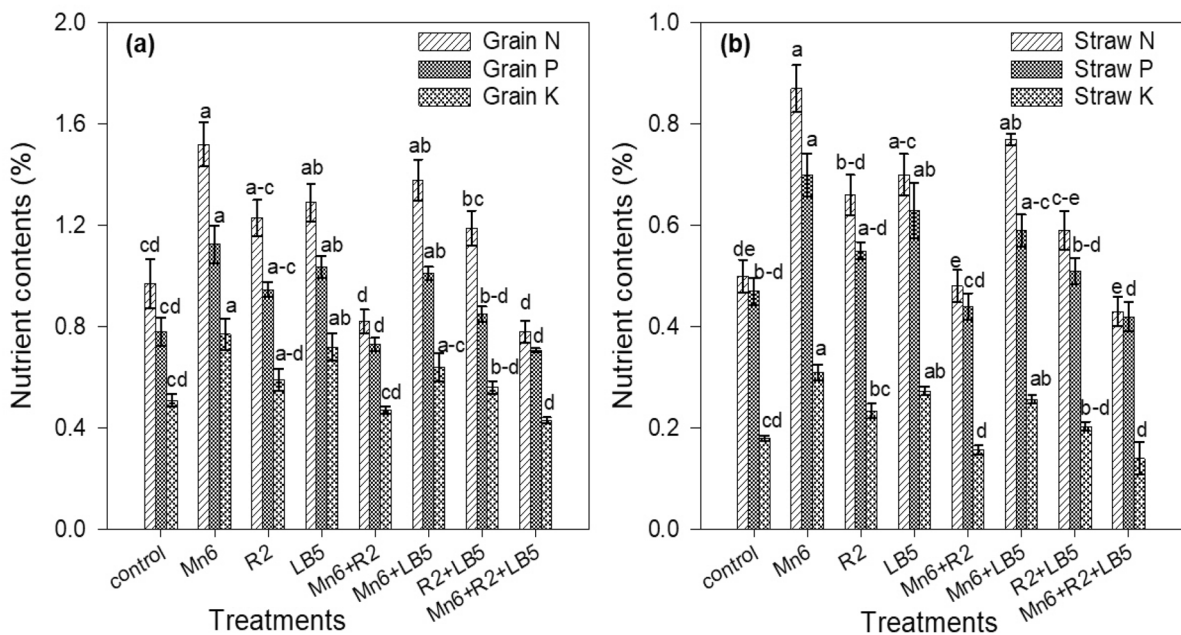 (a)
Grain N
Grain P
Grain K
Nutrient contents (%)
2.0
1.6
1.2
0.8
0.4
0.0
cd cd cd
a a a
a-c a-c a-d
ab ab ab
d d cd
ab ab a-c
bc b-d b-d
d d d
control Mn6 R2 LB5 Mn6+R2 Mn6+LB5 R2+LB5 Mn6+R2+LB5
Treatments
(b)
Straw N
Straw P
Straw K
Nutrient contents (%)
1.0
0.8
0.6
0.4
0.2
0.0
de b-d cd
a a a
b-d a-d bc
a-c ab ab
e cd d
ab a-c ab
c-e b-d b-d
e d d
control Mn6 R2 LB5 Mn6+R2 Mn6+LB5 R2+LB5 Mn6+R2+LB5
Treatments